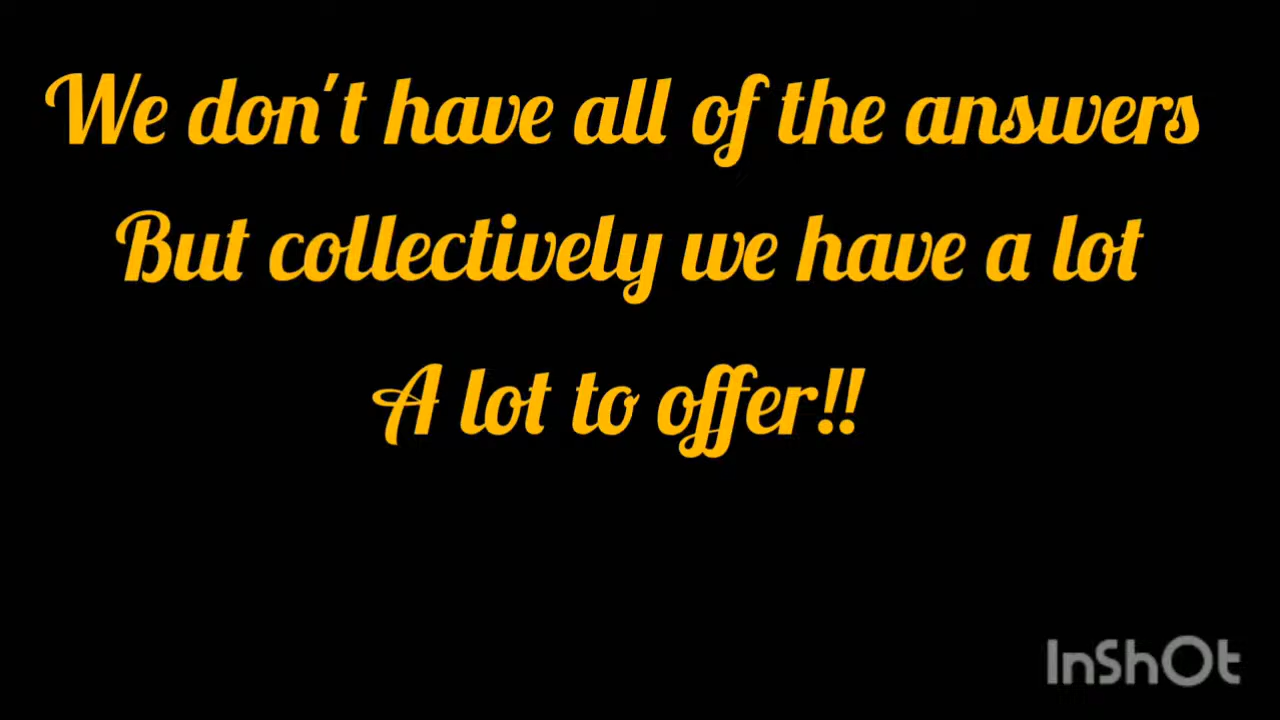 We don't have all of the answers
But collectively we have a lot
A lot to offer!!
InShOt